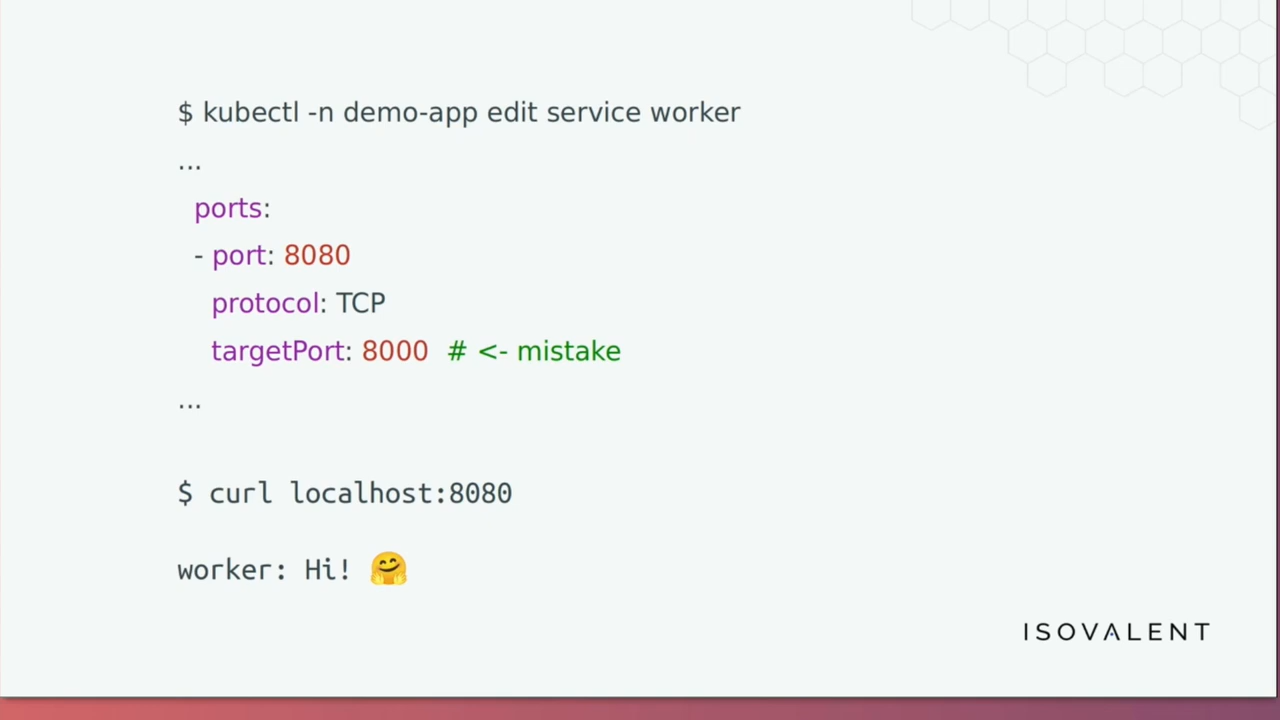 $ kubectl -n demo-app edit service worker
...
ports:
- port: 8080
protocol: TCP
targetPort: 8000 # <- mistake
...
$ curl localhost:8080
worker: Hi! 🤗
ISOVALENT